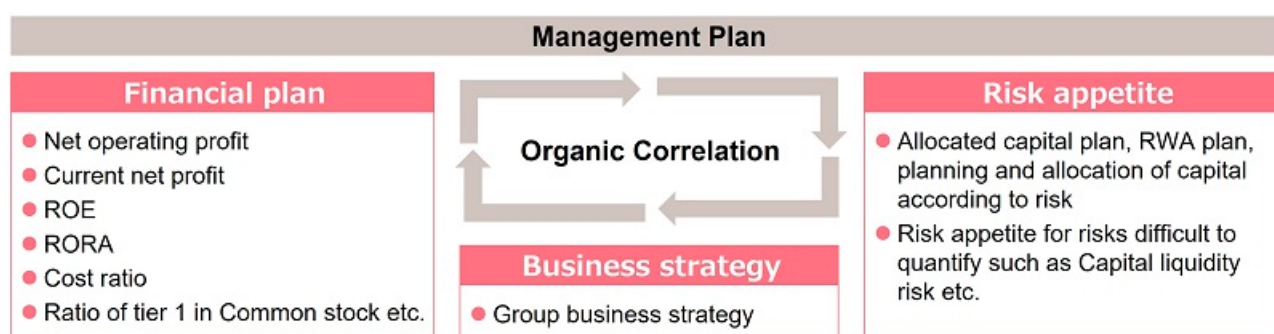 Management Plan
Financial plan
Net operating profit
Current net profit
ROE
RORA
Cost ratio
Ratio of tier 1 in Common stock etc.
Organic Correlation
Business strategy
Group business strategy
Risk appetite
Allocated capital plan, RWA plan,
planning and allocation of capital
according to risk
Risk appetite for risks difficult to
quantify such as Capital liquidity
risk etc.